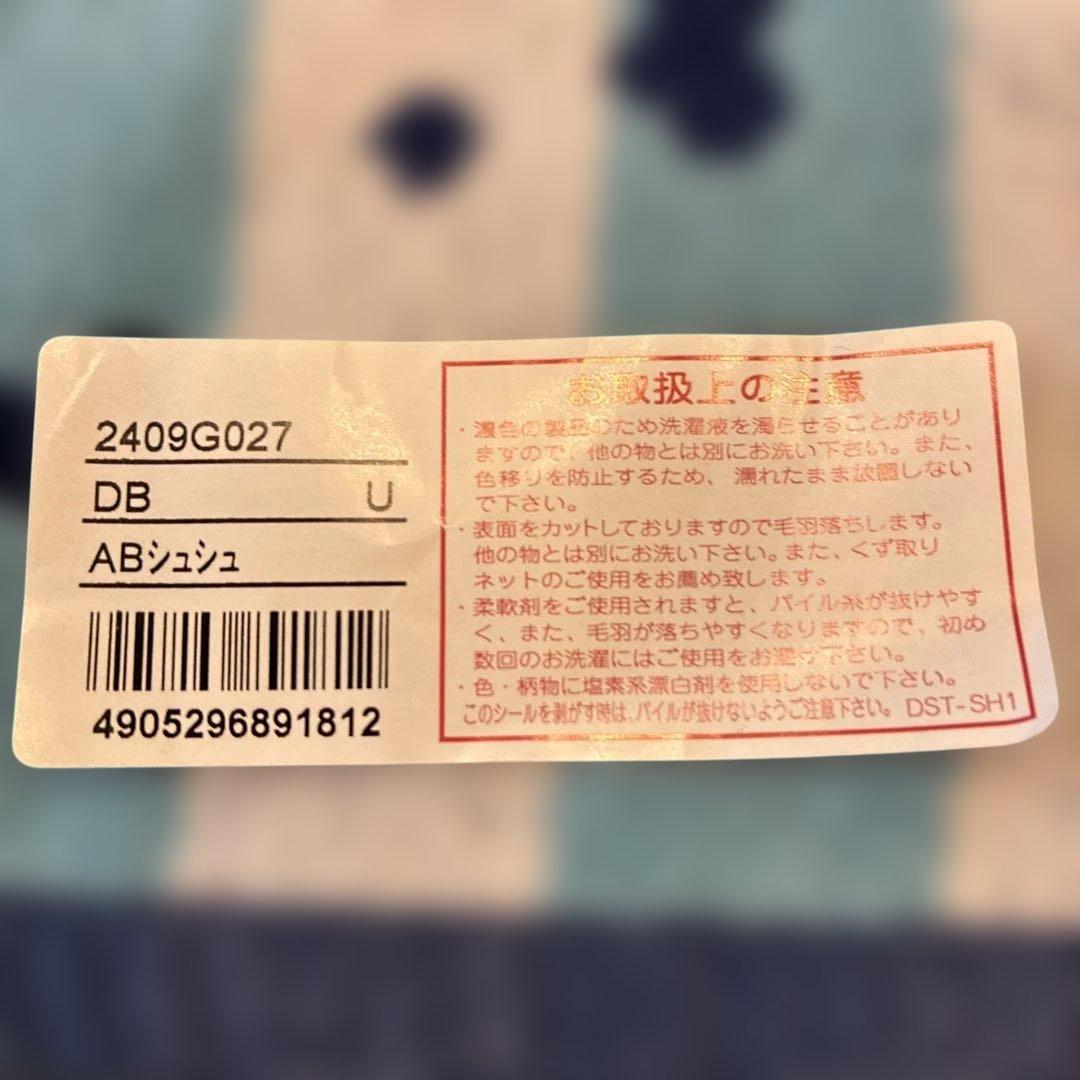 2409G027
DB U
ABシュシュ
4905296891812
お取扱上の注意
・濃色の製品のため洗濯液を濁らせることがあり
ますので、他の物とは別にお洗い下さい。また、
色移りを防止するため、濡れたまま放置しない
で下さい。
・表面をカットしておりますので毛羽落ちします。
他の物とは別にお洗い下さい。また、くず取り
ネットのご使用をお薦め致します。
・柔軟剤をご使用されますと、パイル糸が抜けやす
く、また、毛羽が落ちやすくなりますので、初め
数回のお洗濯にはご使用をお避け下さい。
・色・柄物に塩素系漂白剤を使用しないで下さい。
このシールを剥がす時は、パイルが抜けないようご注意下さい。 DST-SH1